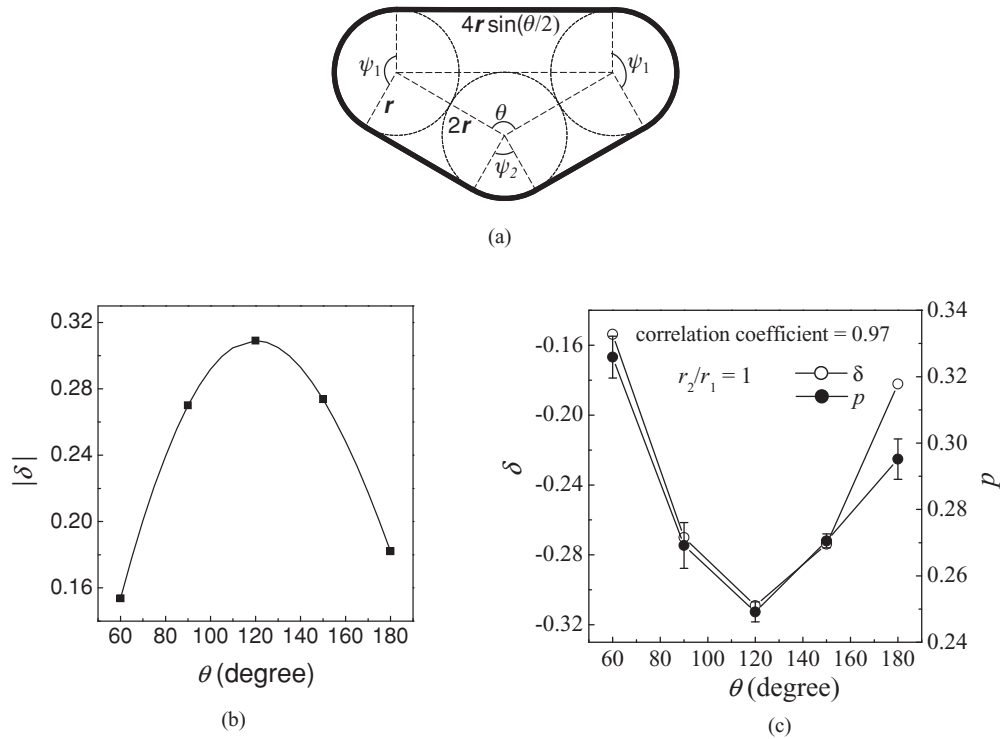 4r sin(θ/2)
ψ1 ψ1
r 2r θ
ψ2
(a)
0.32
0.28
0.24
0.20
0.16
|δ|
60 80 100 120 140 160 180
θ (degree)
(b)
-0.16
-0.20
-0.24
-0.28
-0.32
δ
correlation coefficient = 0.97
r2/r1 = 1
δ
p
0.34
0.32
0.30
0.28
0.26
0.24
p
60 80 100 120 140 160 180
θ (degree)
(c)